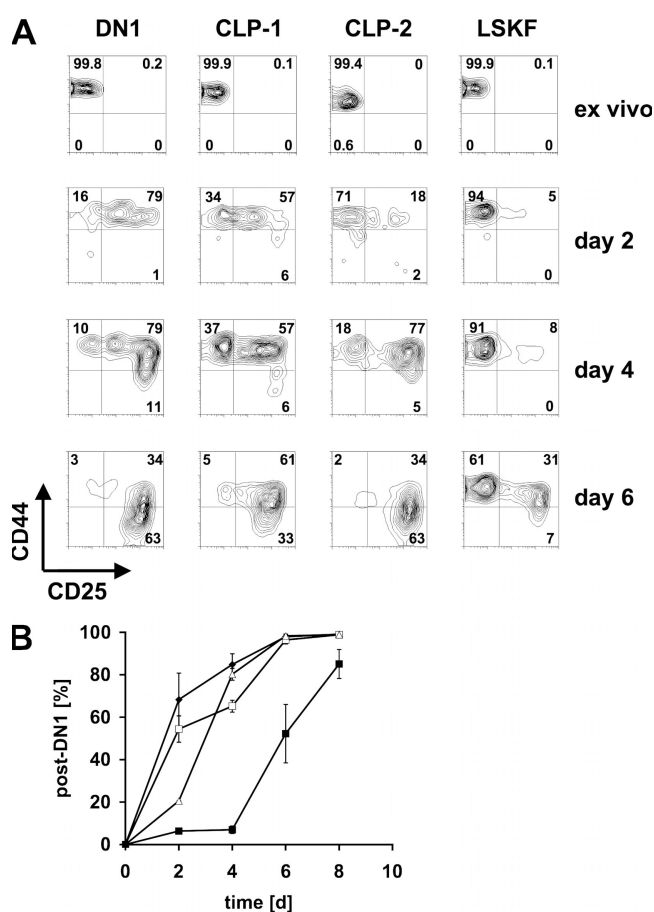 A
DN1 CLP-1 CLP-2 LSKF
99.8 0.2 99.9 0.1 99.4 0 99.9 0.1
ex vivo
0 0 0 0 0.6 0 0 0
16 79 34 57 71 18 94 5
day 2
1 6 2 0
10 79 37 57 18 77 91 8
day 4
11 6 5 0
3 34 5 61 2 34 61 31
day 6
63 33 63 7
CD44
CD25
B
100
80
60
40
20
0
post-DN1 [%]
0 2 4 6 8 10
time [d]